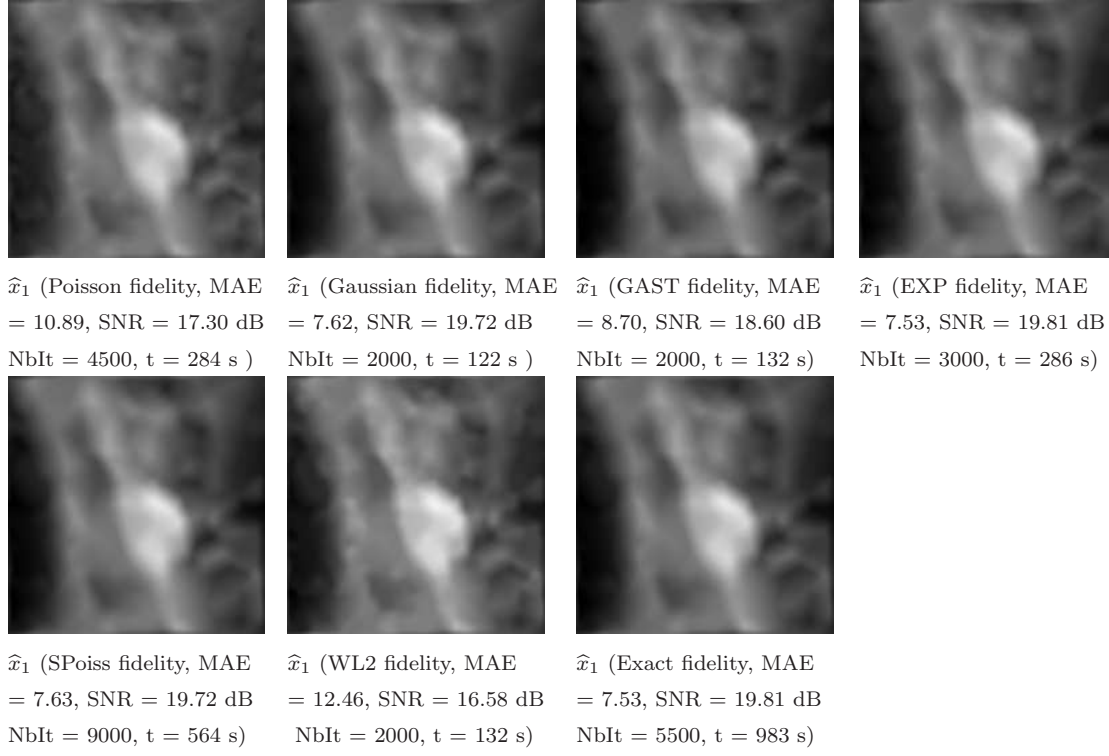 x̂₁ (Poisson fidelity, MAE
= 10.89, SNR = 17.30 dB
NbIt = 4500, t = 284 s )
x̂₁ (Gaussian fidelity, MAE
= 7.62, SNR = 19.72 dB
NbIt = 2000, t = 122 s )
x̂₁ (GAST fidelity, MAE
= 8.70, SNR = 18.60 dB
NbIt = 2000, t = 132 s)
x̂₁ (EXP fidelity, MAE
= 7.53, SNR = 19.81 dB
NbIt = 3000, t = 286 s)
x̂₁ (SPoiss fidelity, MAE
= 7.63, SNR = 19.72 dB
NbIt = 9000, t = 564 s)
x̂₁ (WL2 fidelity, MAE
= 12.46, SNR = 16.58 dB
NbIt = 2000, t = 132 s)
x̂₁ (Exact fidelity, MAE
= 7.53, SNR = 19.81 dB
NbIt = 5500, t = 983 s)